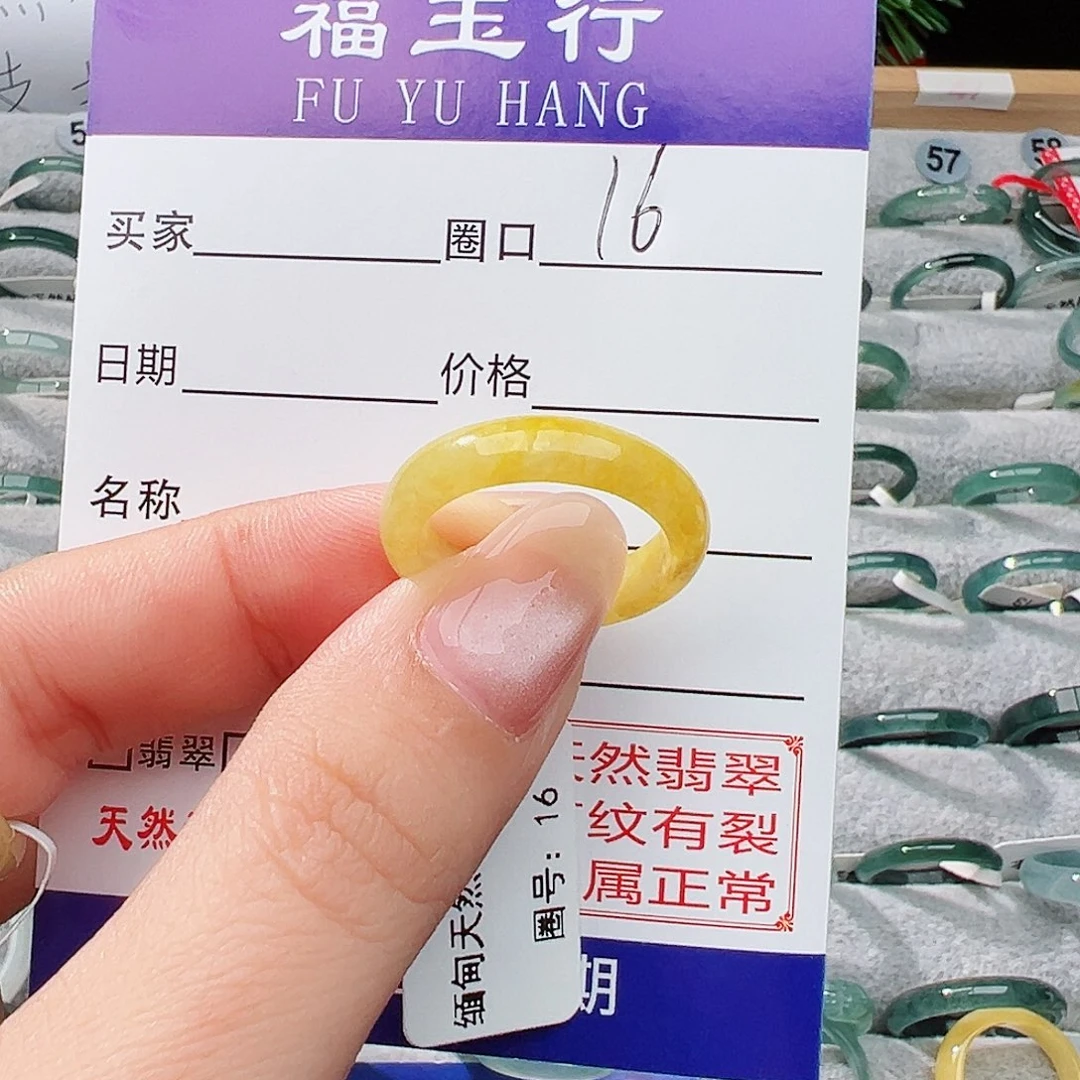 福玉行
FU YU HANG
买家 圈口 16
日期 价格
名称
翡翠
天然
然翡翠
纹有裂
属正常
缅甸天然
圈号: 16
期
57
58